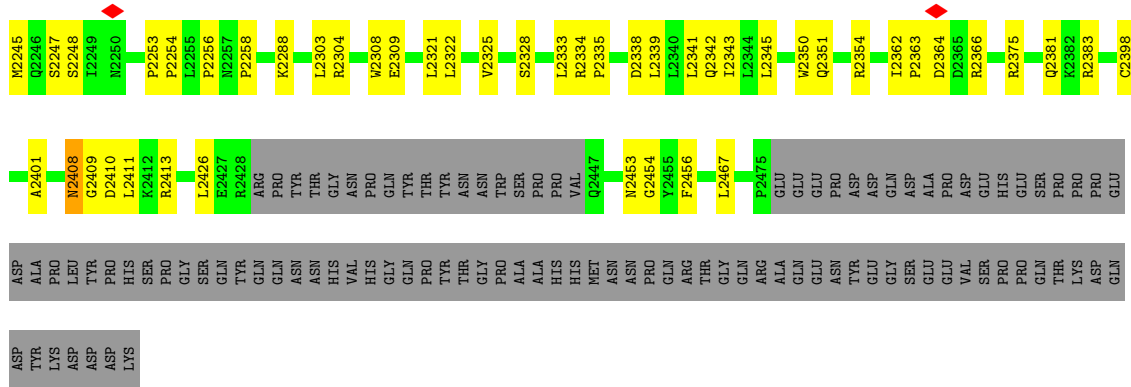 M2245 Q2246 S2247 S2248 I2249 N2250 P2253 P2254 L2255 P2256 N2257 P2258 K2288 L2303 R2304 W2308 E2309 L2321 L2322 V2325 S2328 L2333 R2334 P2335 D2338 L2339 L2340 L2341 Q2342 I2343 L2344 L2345 W2350 Q2351 R2354 I2362 P2363 D2364 D2365 R2366 R2375 Q2381 K2382 R2383 C2398
A2401 N2408 G2409 D2410 L2411 K2412 R2413 L2426 E2427 R2428 ARG PRO TYR THR GLY ASN PRO GLN TYR THR TYR ASN ASN TRP SER PRO PRO VAL Q2447 N2453 G2454 Y2455 F2456 L2467 P2475 GLU GLU GLU PRO ASP ASP GLN ASP ALA PRO ASP GLU HIS GLU SER PRO PRO PRO GLU
ASP ALA PRO LEU TYR PRO HIS SER PRO GLY SER GLN TYR GLN GLN ASN ASN HIS VAL HIS GLY GLN PRO TYR THR GLY PRO ALA ALA HIS HIS MET ASN ASN PRO GLN ARG THR GLY GLN ARG ALA GLN GLU ASN TYR GLU GLY SER GLU GLU VAL SER PRO PRO GLN THR LYS ASP GLN
ASP TYR LYS ASP ASP ASP LYS